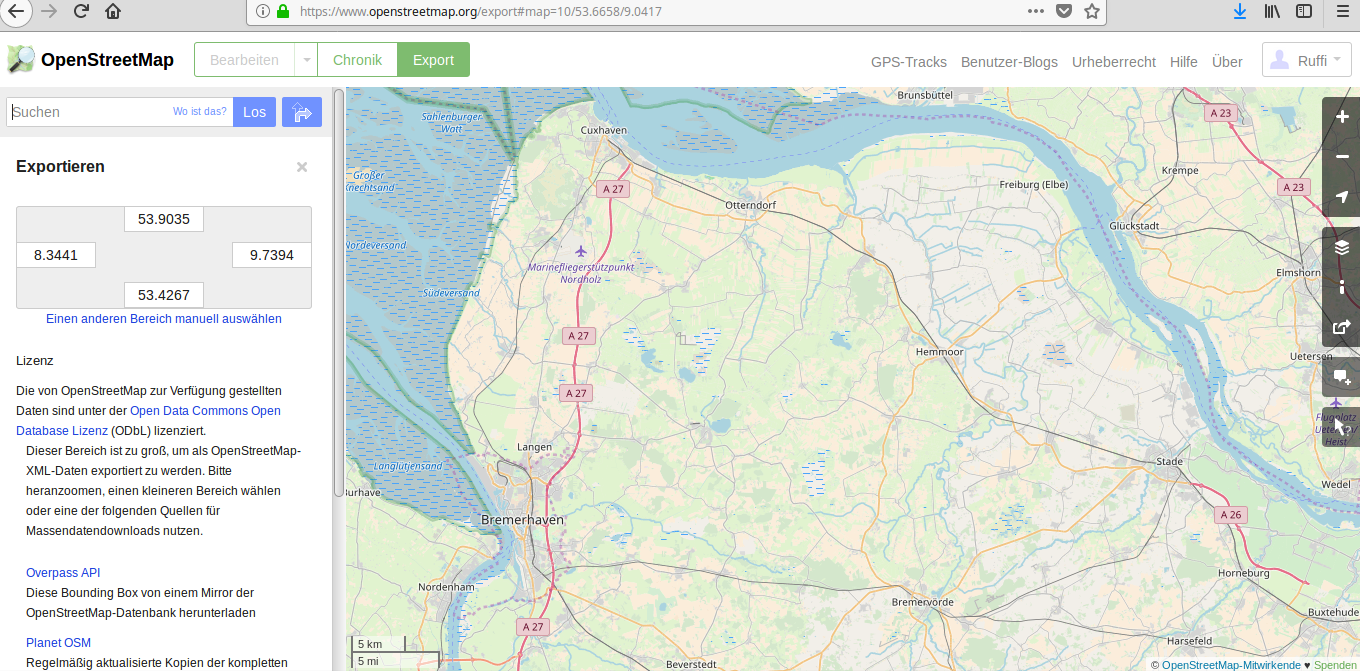 https://www.openstreetmap.org/export#map=10/53.6658/9.0417
OpenStreetMap
Bearbeiten
Chronik
Export
GPS-Tracks
Benutzer-Blogs
Urheberrecht
Hilfe
Über
Ruffi
Suchen
Wo ist das?
Los
Exportieren
×
53.9035
8.3441
9.7394
53.4267
Einen anderen Bereich manuell auswählen
Lizenz
Die von OpenStreetMap zur Verfügung gestellten
Daten sind unter der Open Data Commons Open
Database Lizenz (ODbL) lizenziert.
Dieser Bereich ist zu groß, um als OpenStreetMap-
XML-Daten exportiert zu werden. Bitte
heranzoomen, einen kleineren Bereich wählen
oder eine der folgenden Quellen für
Massendatendownloads nutzen.
Overpass API
Diese Bounding Box von einem Mirror der
OpenStreetMap-Datenbank herunterladen
Planet OSM
Regelmäßig aktualisierte Kopien der kompletten
Brunsbüttel
Sahlenburger
Watt
Cuxhaven
A 23
Krempe
Großer
Knechtsand
A 27
Freiburg (Elbe)
A 23
Otterndorf
Glückstadt
Nordeversand
Marinefliegerstützpunkt
Nordholz
Elmshorn
Südeversand
A 27
Hemmoor
Uetersen
A 27
Flugplatz
Uetersen/
Heist
Langen
Langlütjensand
Stade
Burhave
Wedel
Bremerhaven
A 26
Nordenham
Horneburg
Bremervörde
Buxtehude
A 27
Harsefeld
5 km
5 mi
Beverstedt
© OpenStreetMap-Mitwirkende ♥ Spenden